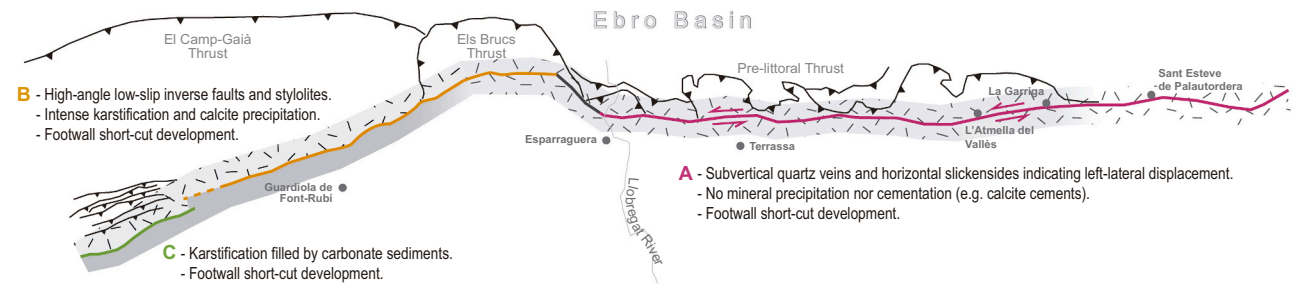 Ebro Basin
El Camp-Gaià
Thrust
Els Brucs
Thrust
Pre-littoral Thrust
La Garriga
Sant Esteve
-de Palautordera
B - High-angle low-slip inverse faults and stylolites.
- Intense karstification and calcite precipitation.
- Footwall short-cut development.
Esparraguera
Terrassa
L'Atmella del
Vallès
A - Subvertical quartz veins and horizontal slickensides indicating left-lateral displacement.
- No mineral precipitation nor cementation (e.g. calcite cements).
- Footwall short-cut development.
Guardiola de
Font-Rubí
Llobregat River
C - Karstification filled by carbonate sediments.
- Footwall short-cut development.